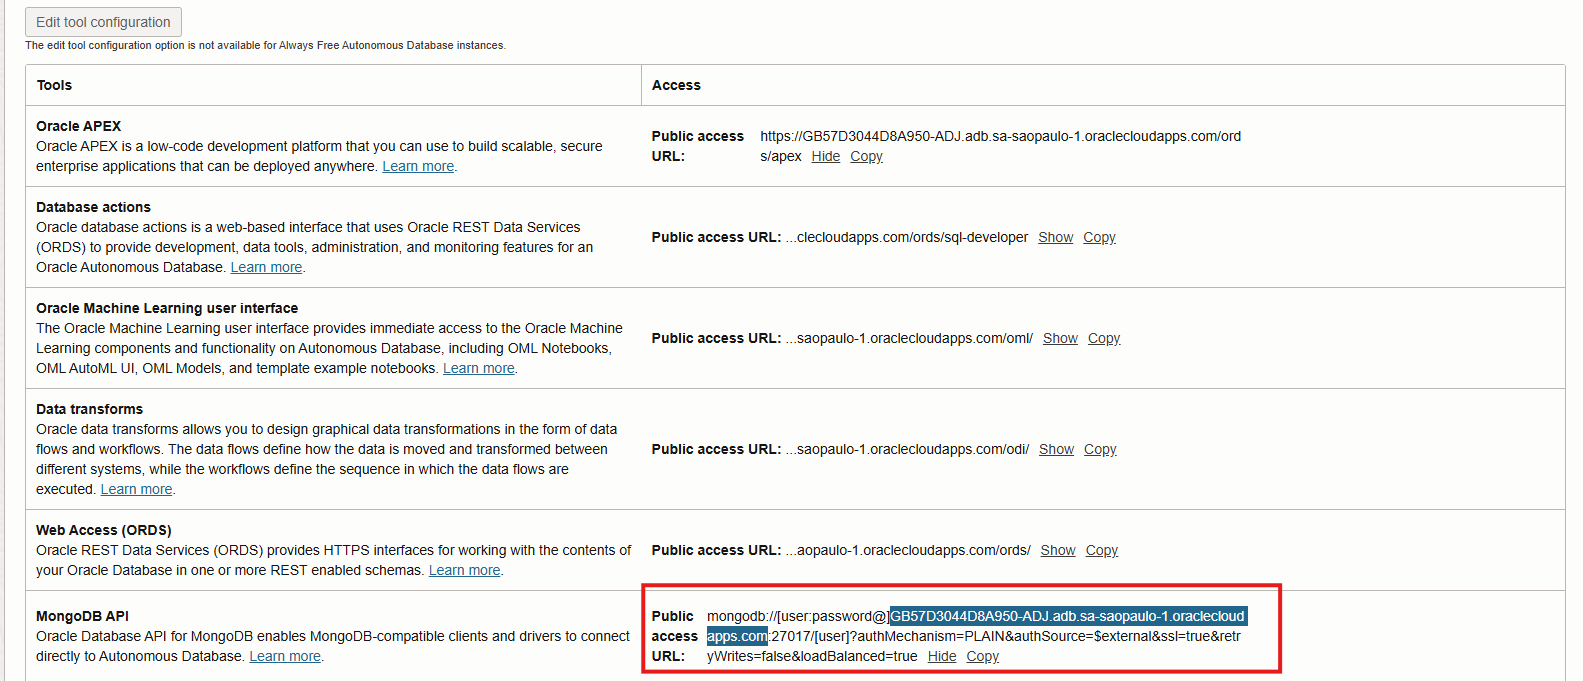 Edit tool configuration
The edit tool configuration option is not available for Always Free Autonomous Database instances.
Tools
Access
Oracle APEX
Oracle APEX is a low-code development platform that you can use to build scalable, secure
enterprise applications that can be deployed anywhere. Learn more.
Public access URL:
https://GB57D3044D8A950-ADJ.adb.sa-saopaulo-1.oraclecloudapps.com/ord
s/apex Hide Copy
Database actions
Oracle database actions is a web-based interface that uses Oracle REST Data Services
(ORDS) to provide development, data tools, administration, and monitoring features for an
Oracle Autonomous Database. Learn more.
Public access URL: ...clecloudapps.com/ords/sql-developer Show Copy
Oracle Machine Learning user interface
The Oracle Machine Learning user interface provides immediate access to the Oracle Machine
Learning components and functionality on Autonomous Database, including OML Notebooks,
OML AutoML UI, OML Models, and template example notebooks. Learn more.
Public access URL: ...saopaulo-1.oraclecloudapps.com/oml/ Show Copy
Data transforms
Oracle data transforms allows you to design graphical data transformations in the form of data
flows and workflows. The data flows define how the data is moved and transformed between
different systems, while the workflows define the sequence in which the data flows are
executed. Learn more.
Public access URL: ...saopaulo-1.oraclecloudapps.com/odi/ Show Copy
Web Access (ORDS)
Oracle REST Data Services (ORDS) provides HTTPS interfaces for working with the contents of
your Oracle Database in one or more REST enabled schemas. Learn more.
Public access URL: ...aopaulo-1.oraclecloudapps.com/ords/ Show Copy
MongoDB API
Oracle Database API for MongoDB enables MongoDB-compatible clients and drivers to connect
directly to Autonomous Database. Learn more.
Public access URL:
mongodb://[user:password@]GB57D3044D8A950-ADJ.adb.sa-saopaulo-1.oraclecloud
apps.com:27017/[user]?authMechanism=PLAIN&authSource=$external&ssl=true&retr
yWrites=false&loadBalanced=true Hide Copy